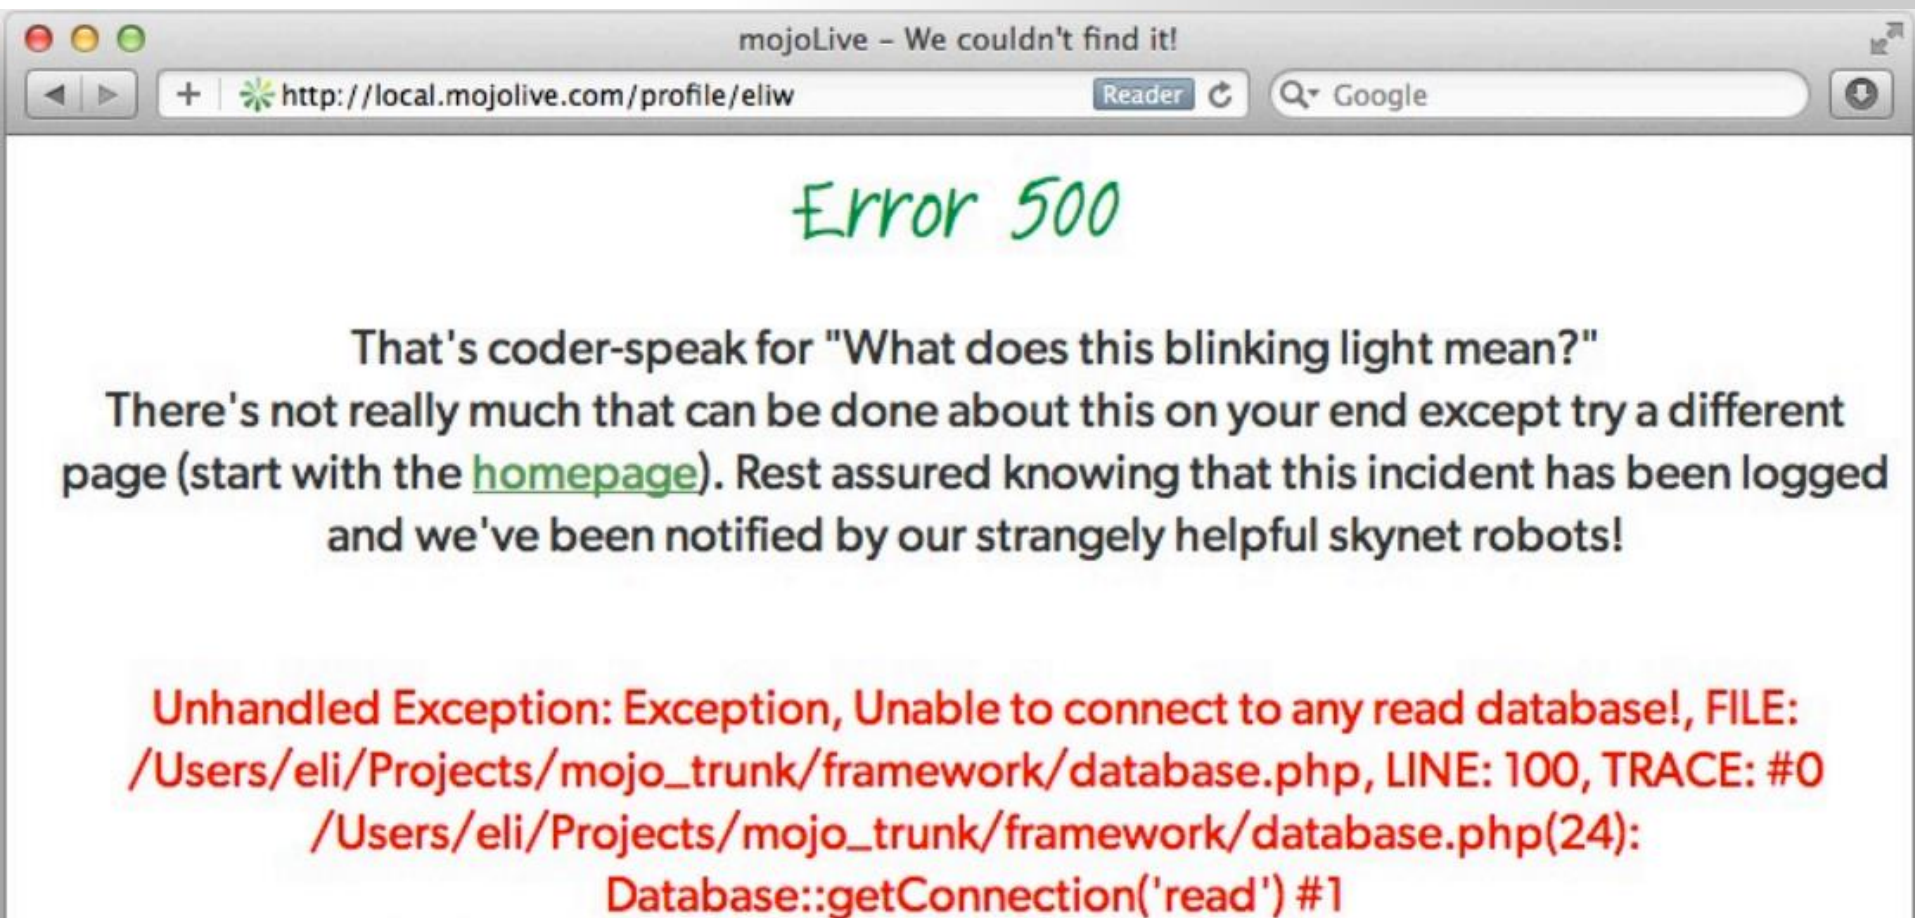 mojoLive – We couldn't find it!
http://local.mojolive.com/profile/eliw
Reader
Google
Error 500
That's coder-speak for "What does this blinking light mean?"
There's not really much that can be done about this on your end except try a different
page (start with the homepage). Rest assured knowing that this incident has been logged
and we've been notified by our strangely helpful skynet robots!
Unhandled Exception: Exception, Unable to connect to any read database!, FILE:
/Users/eli/Projects/mojo_trunk/framework/database.php, LINE: 100, TRACE: #0
/Users/eli/Projects/mojo_trunk/framework/database.php(24):
Database::getConnection('read') #1